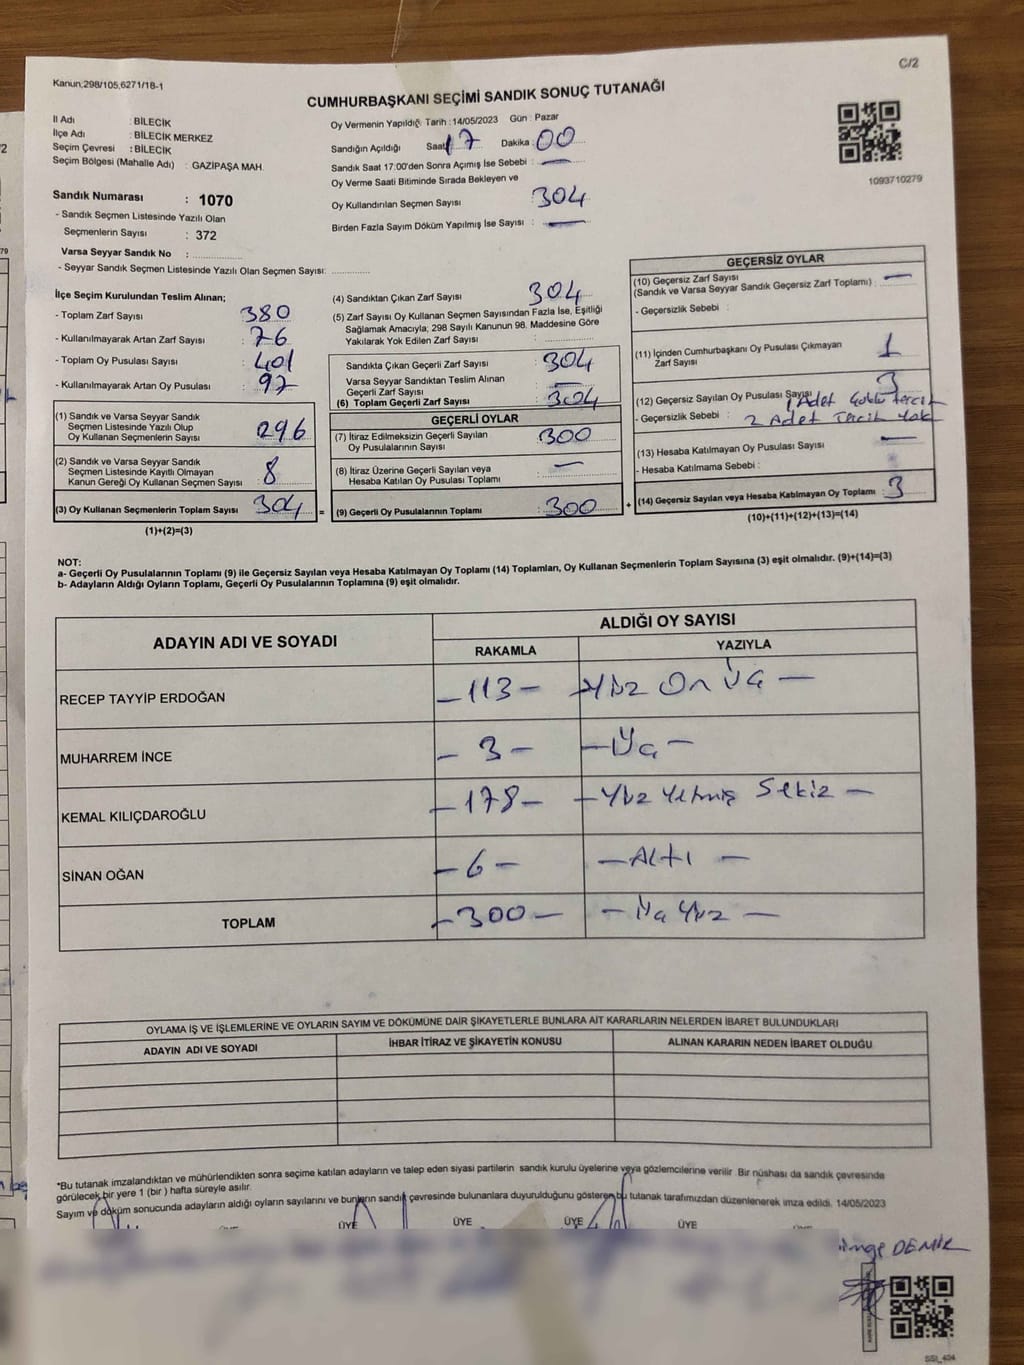 Kanun;298/105,6271/18-1
C/2
CUMHURBAŞKANI SEÇİMİ SANDIK SONUÇ TUTANAĞI
İl Adı : BİLECİK
İlçe Adı : BİLECİK MERKEZ
Seçim Çevresi : BİLECİK
Seçim Bölgesi (Mahalle Adı) : GAZİPAŞA MAH.
Sandık Numarası : 1070
- Sandık Seçmen Listesinde Yazılı Olan
Seçmenlerin Sayısı : 372
Varsa Seyyar Sandık No :
- Seyyar Sandık Seçmen Listesinde Yazılı Olan Seçmen Sayısı:
Oy Vermenin Yapıldığı Tarih : 14/05/2023 Gün : Pazar
Sandığın Açıldığı Saat 17 Dakika : 00
Sandık Saat 17:00'den Sonra Açımış İse Sebebi : —
Oy Verme Saati Bitiminde Sırada Bekleyen ve
Oy Kullandırılan Seçmen Sayısı : 304
Birden Fazla Sayım Döküm Yapılmış İse Sayısı : —
1093710279
İlçe Seçim Kurulundan Teslim Alınan;
- Toplam Zarf Sayısı : 380
- Kullanılmayarak Artan Zarf Sayısı : 76
- Toplam Oy Pusulası Sayısı : 401
- Kullanılmayarak Artan Oy Pusulası : 97
(1) Sandık ve Varsa Seyyar Sandık
Seçmen Listesinde Yazılı Olup
Oy Kullanan Seçmenlerin Sayısı : 296
(2) Sandık ve Varsa Seyyar Sandık
Seçmen Listesinde Kayıtlı Olmayan
Kanun Gereği Oy Kullanan Seçmen Sayısı : 8
(3) Oy Kullanan Seçmenlerin Toplam Sayısı : 304 =
(1)+(2)=(3)
(4) Sandıktan Çıkan Zarf Sayısı : 304
(5) Zarf Sayısı Oy Kullanan Seçmen Sayısından Fazla İse, Eşitliği
Sağlamak Amacıyla; 298 Sayılı Kanunun 98. Maddesine Göre
Yakılarak Yok Edilen Zarf Sayısı :
Sandıkta Çıkan Geçerli Zarf Sayısı : 304
Varsa Seyyar Sandıktan Teslim Alınan
Geçerli Zarf Sayısı : —
(6) Toplam Geçerli Zarf Sayısı : 304
GEÇERLİ OYLAR
(7) İtiraz Edilmeksizin Geçerli Sayılan
Oy Pusulalarının Sayısı : 300
(8) İtiraz Üzerine Geçerli Sayılan veya
Hesaba Katılan Oy Pusulası Toplamı : —
(9) Geçerli Oy Pusulalarının Toplamı : 300 +
GEÇERSİZ OYLAR
(10) Geçersiz Zarf Sayısı
(Sandık ve Varsa Seyyar Sandık Geçersiz Zarf Toplamı) : —
- Geçersizlik Sebebi :
(11) İçinden Cumhurbaşkanı Oy Pusulası Çıkmayan
Zarf Sayısı : 1
(12) Geçersiz Sayılan Oy Pusulası Sayısı 3
1 Adet Çoklu tercih
- Geçersizlik Sebebi : 2 Adet Tercih Yok
(13) Hesaba Katılmayan Oy Pusulası Sayısı : —
- Hesaba Katılmama Sebebi :
(14) Geçersiz Sayılan veya Hesaba Katılmayan Oy Toplamı : 3
(10)+(11)+(12)+(13)=(14)
NOT:
a- Geçerli Oy Pusulalarının Toplamı (9) ile Geçersiz Sayılan veya Hesaba Katılmayan Oy Toplamı (14) Toplamları, Oy Kullanan Seçmenlerin Toplam Sayısına (3) eşit olmalıdır. (9)+(14)=(3)
b- Adayların Aldığı Oyların Toplamı, Geçerli Oy Pusulalarının Toplamına (9) eşit olmalıdır.
ADAYIN ADI VE SOYADI
ALDIĞI OY SAYISI
RAKAMLA YAZIYLA
RECEP TAYYİP ERDOĞAN – 113 – – Yüz On Üç –
MUHARREM İNCE – 3 – – Üç –
KEMAL KILIÇDAROĞLU – 178 – – Yüz Yetmiş Sekiz –
SİNAN OĞAN – 6 – – Altı –
TOPLAM – 300 – – Üç Yüz –
OYLAMA İŞ VE İŞLEMLERİNE VE OYLARIN SAYIM VE DÖKÜMÜNE DAİR ŞİKAYETLERLE BUNLARA AİT KARARLARIN NELERDEN İBARET BULUNDUKLARI
ADAYIN ADI VE SOYADI İHBAR İTİRAZ VE ŞİKAYETİN KONUSU ALINAN KARARIN NEDEN İBARET OLDUĞU
*Bu tutanak imzalandıktan ve mühürlendikten sonra seçime katılan adayların ve talep eden siyasi partilerin sandık kurulu üyelerine veya gözlemcilerine verilir. Bir nüshası da sandık çevresinde
görülecek bir yere 1 (bir) hafta süreyle asılır.
Sayım ve döküm sonucunda adayların aldığı oyların sayılarını ve bunların sandık çevresinde bulunanlara duyurulduğunu gösteren bu tutanak tarafımızdan düzenlenerek imza edildi. 14/05/2023
ÜYE ÜYE ÜYE ÜYE
DEMİR
SSI_404